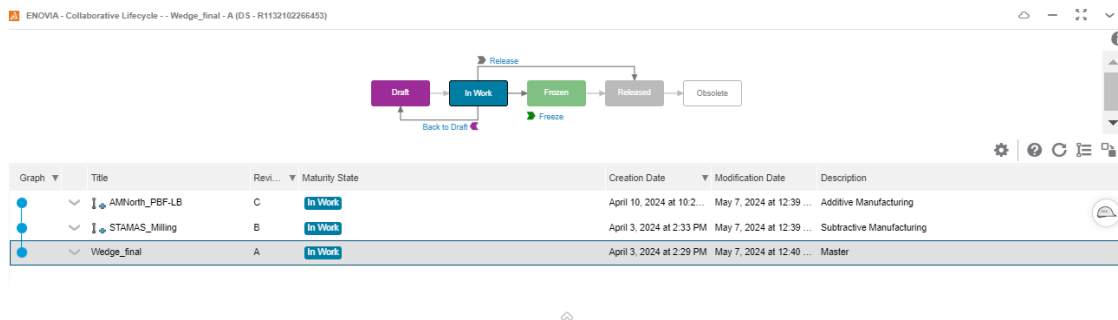 ENOVIA - Collaborative Lifecycle - - Wedge_final - A (DS - R1132102266453)
Release
Draft In Work Frozen Released Obsolete
Back to Draft Freeze
Graph Title Revi... Maturity State Creation Date Modification Date Description
AMNorth_PBF-LB C In Work April 10, 2024 at 10:2... May 7, 2024 at 12:39 ... Additive Manufacturing
STAMAS_Milling B In Work April 3, 2024 at 2:33 PM May 7, 2024 at 12:39 ... Subtractive Manufacturing
Wedge_final A In Work April 3, 2024 at 2:29 PM May 7, 2024 at 12:40 ... Master